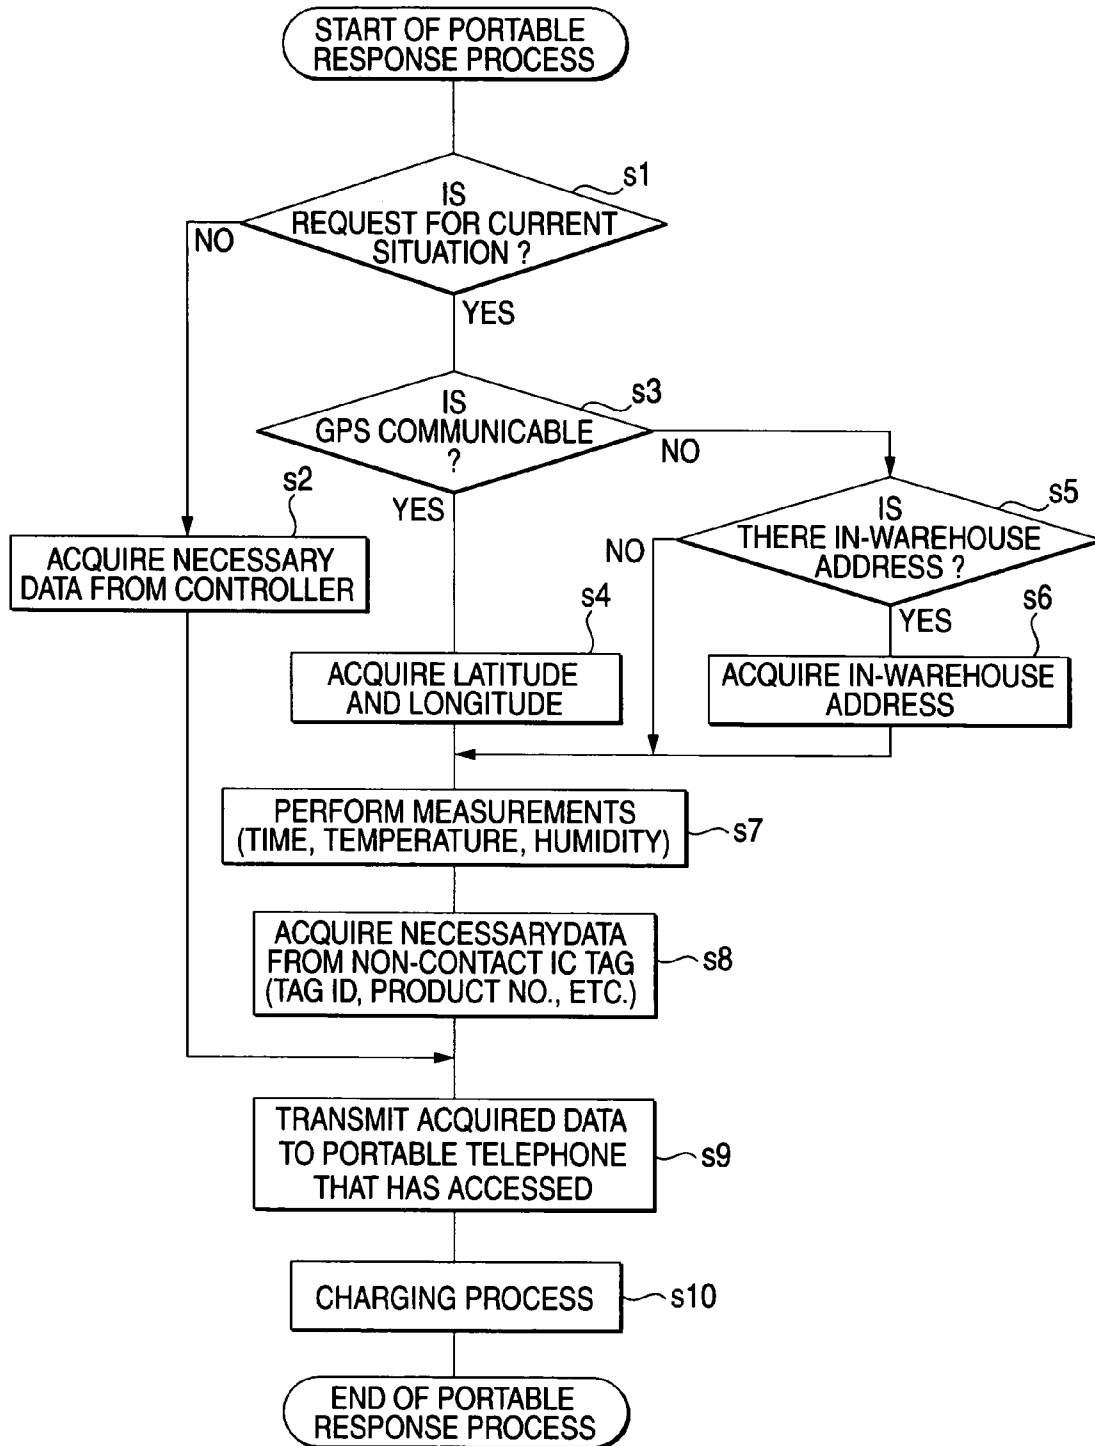 START OF PORTABLE
RESPONSE PROCESS
s1
IS
REQUEST FOR CURRENT
SITUATION ?
NO
YES
s3
IS
GPS COMMUNICABLE
?
NO
YES
s2
ACQUIRE NECESSARY
DATA FROM CONTROLLER
s5
IS
THERE IN-WAREHOUSE
ADDRESS ?
NO
YES
s4
ACQUIRE LATITUDE
AND LONGITUDE
s6
ACQUIRE IN-WAREHOUSE
ADDRESS
PERFORM MEASUREMENTS
(TIME, TEMPERATURE, HUMIDITY)
s7
ACQUIRE NECESSARYDATA
FROM NON-CONTACT IC TAG
(TAG ID, PRODUCT NO., ETC.)
s8
TRANSMIT ACQUIRED DATA
TO PORTABLE TELEPHONE
THAT HAS ACCESSED
s9
CHARGING PROCESS
s10
END OF PORTABLE
RESPONSE PROCESS